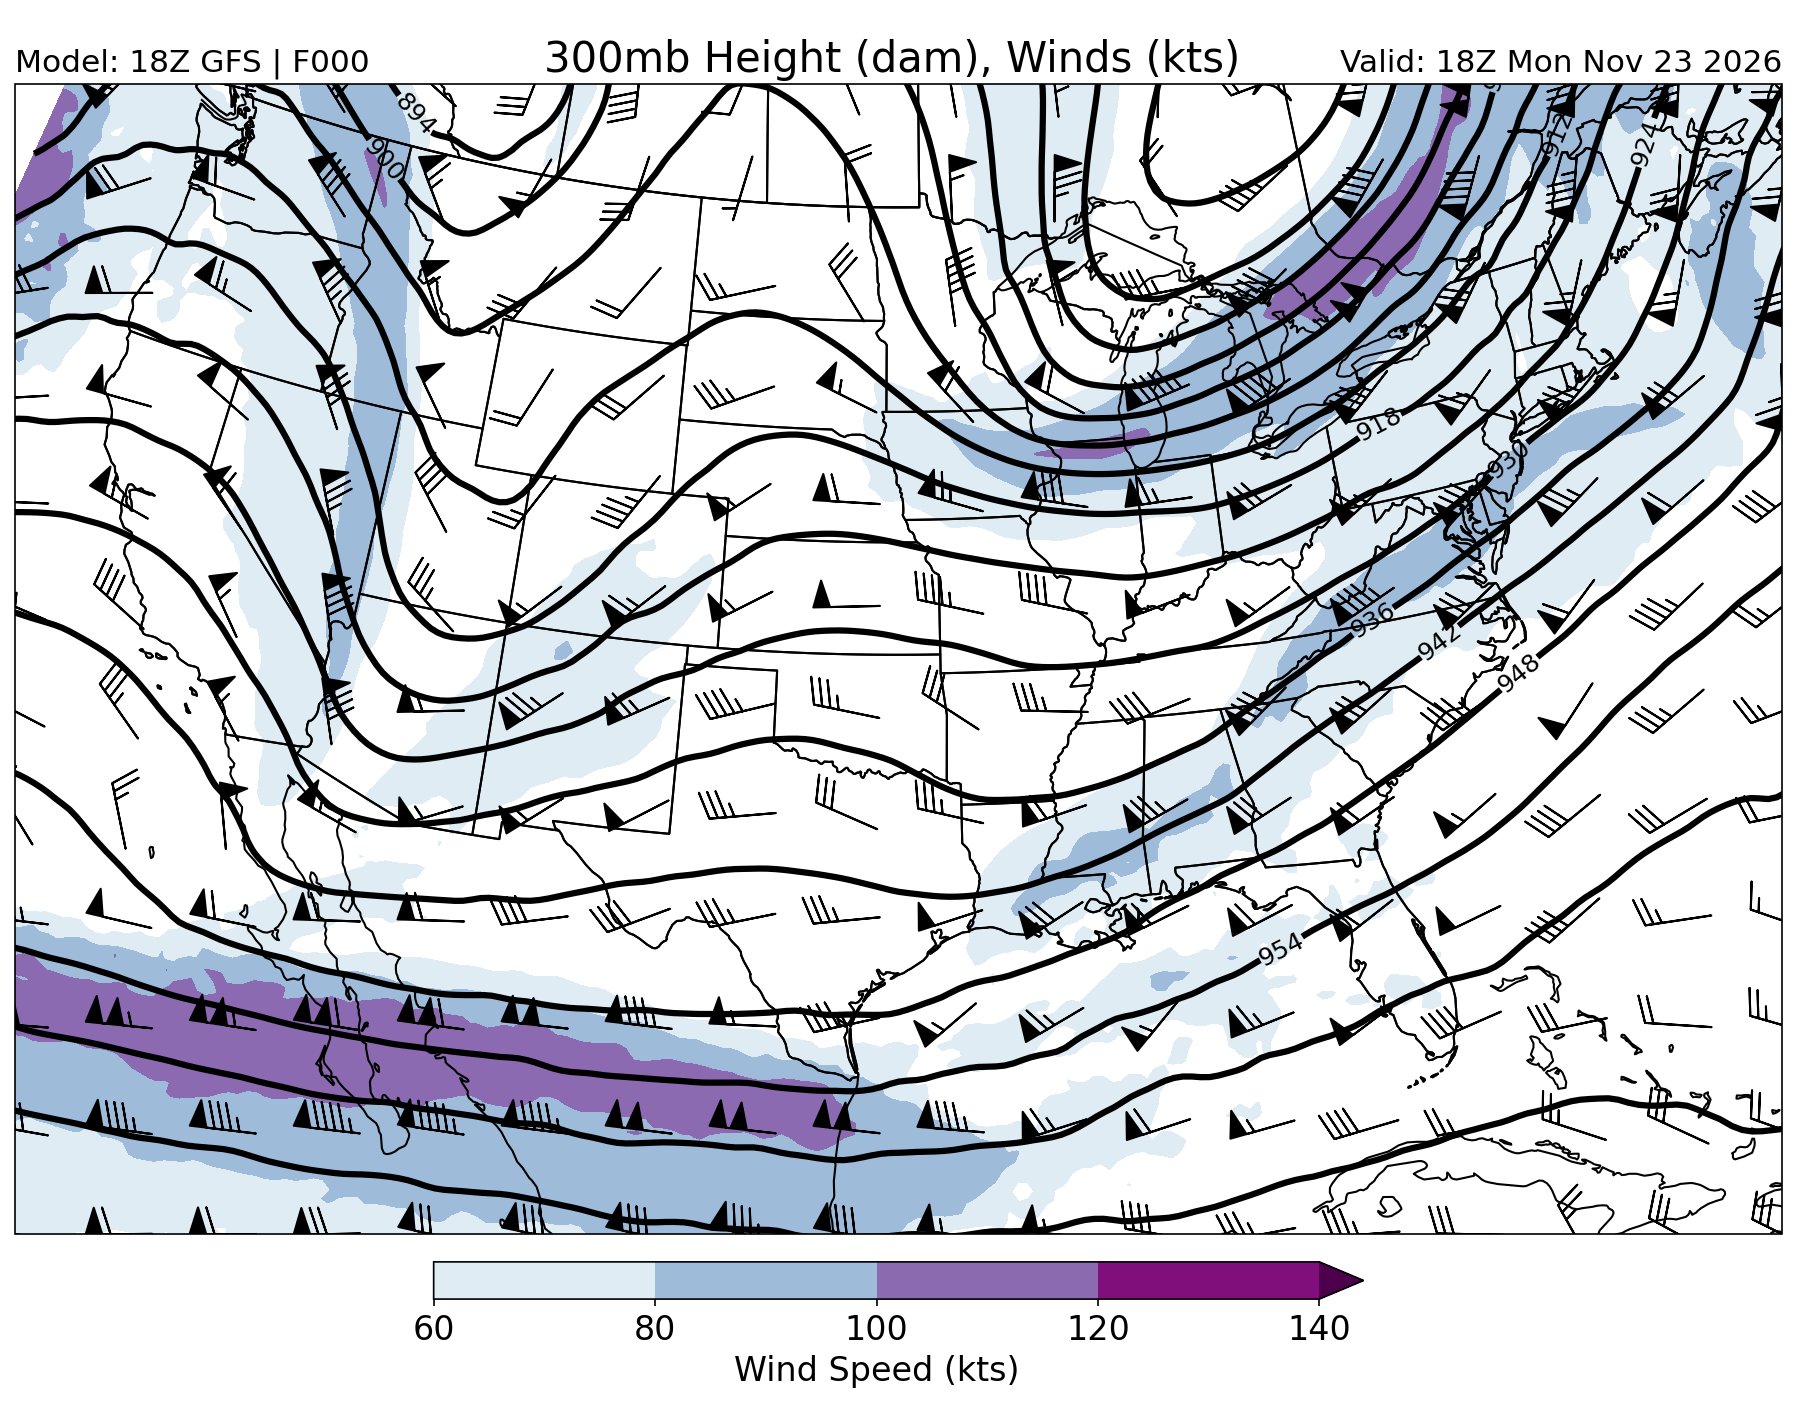 Model: 18Z GFS | F000
300mb Height (dam), Winds (kts)
Valid: 18Z Mon Nov 23 2026
894
900
912
924
918
930
936
942
948
954
60 80 100 120 140
Wind Speed (kts)